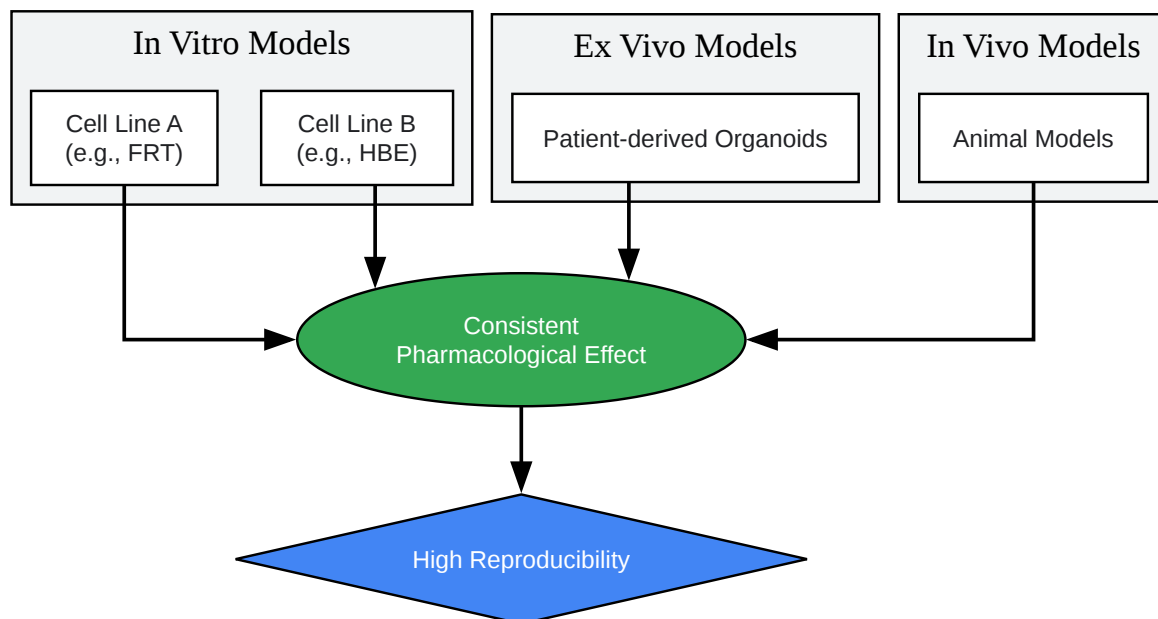 In Vitro Models
Cell Line A
(e.g., FRT)
Cell Line B
(e.g., HBE)
Ex Vivo Models
Patient-derived Organoids
In Vivo Models
Animal Models
Consistent
Pharmacological Effect
High Reproducibility